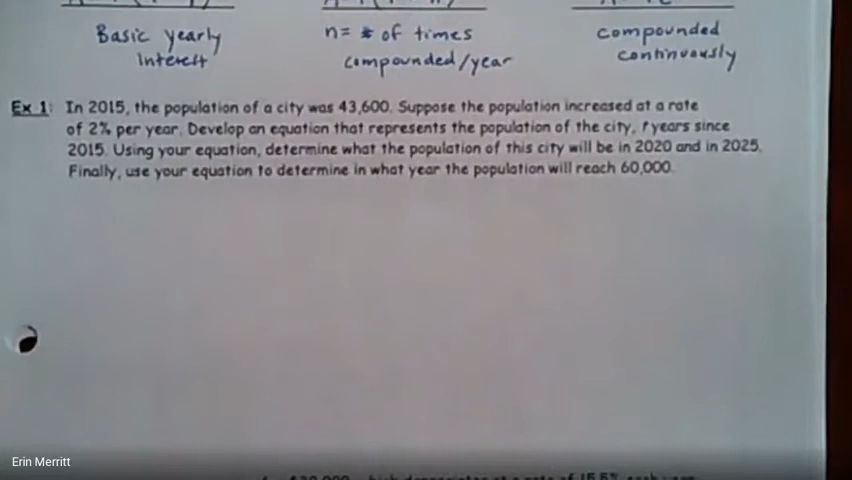 Basic yearly
Interest
n= # of times
compounded/year
compounded
continuously
Ex 1: In 2015, the population of a city was 43,600. Suppose the population increased at a rate
of 2% per year. Develop an equation that represents the population of the city, t years since
2015. Using your equation, determine what the population of this city will be in 2020 and in 2025.
Finally, use your equation to determine in what year the population will reach 60,000.
Erin Merritt